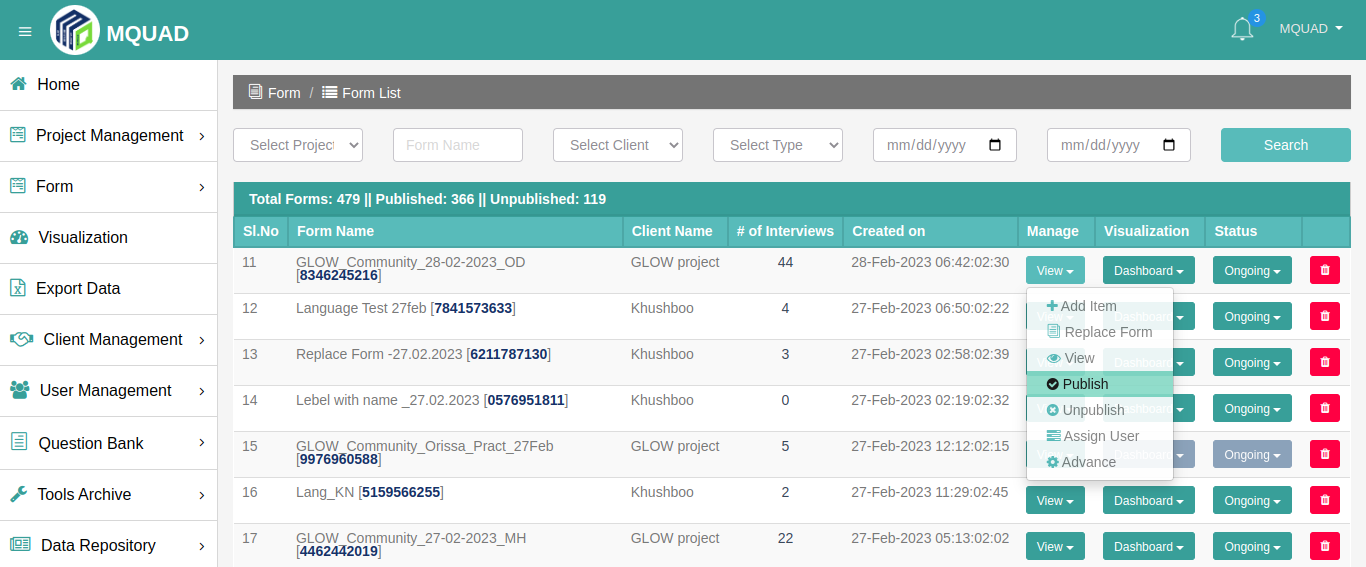 MQUAD
3
MQUAD
Home
Project Management
Form
Visualization
Export Data
Client Management
User Management
Question Bank
Tools Archive
Data Repository
Form / Form List
Select Project Form Name Select Client Select Type mm/dd/yyyy mm/dd/yyyy Search
Total Forms: 479 || Published: 366 || Unpublished: 119
Sl.No Form Name Client Name # of Interviews Created on Manage Visualization Status
11 GLOW_Community_28-02-2023_OD [8346245216] GLOW project 44 28-Feb-2023 06:42:02:30 View Dashboard Ongoing
12 Language Test 27feb [7841573633] Khushboo 4 27-Feb-2023 06:50:02:22 Ongoing
13 Replace Form -27.02.2023 [6211787130] Khushboo 3 27-Feb-2023 02:58:02:39 Ongoing
14 Lebel with name _27.02.2023 [0576951811] Khushboo 0 27-Feb-2023 02:19:02:32 Ongoing
15 GLOW_Community_Orissa_Pract_27Feb [9976960588] GLOW project 5 27-Feb-2023 12:12:02:15 Ongoing
16 Lang_KN [5159566255] Khushboo 2 27-Feb-2023 11:29:02:45 View Dashboard Ongoing
17 GLOW_Community_27-02-2023_MH [4462442019] GLOW project 22 27-Feb-2023 05:13:02:02 View Dashboard Ongoing
Add Item
Replace Form
View
Publish
Unpublish
Assign User
Advance